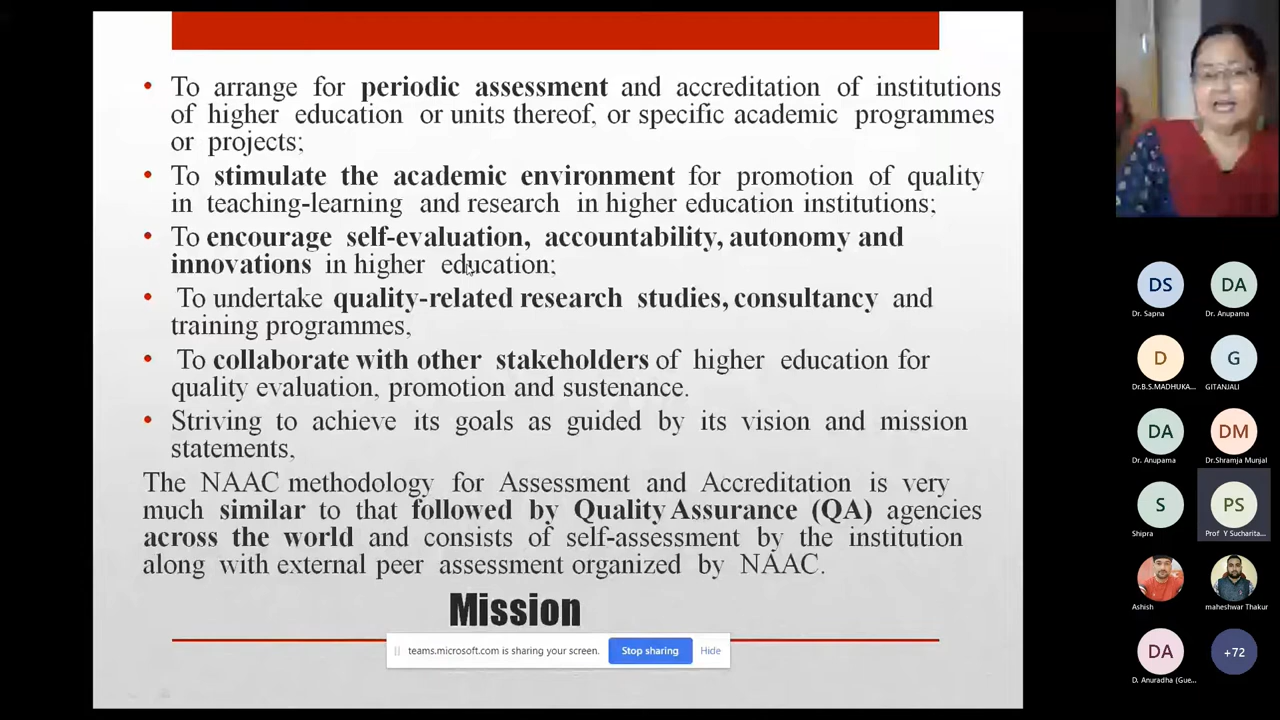 • To arrange for periodic assessment and accreditation of institutions
of higher education or units thereof, or specific academic programmes
or projects;
• To stimulate the academic environment for promotion of quality
in teaching-learning and research in higher education institutions;
• To encourage self-evaluation, accountability, autonomy and
innovations in higher education;
• To undertake quality-related research studies, consultancy and
training programmes,
• To collaborate with other stakeholders of higher education for
quality evaluation, promotion and sustenance.
• Striving to achieve its goals as guided by its vision and mission
statements,
The NAAC methodology for Assessment and Accreditation is very
much similar to that followed by Quality Assurance (QA) agencies
across the world and consists of self-assessment by the institution
along with external peer assessment organized by NAAC.
Mission
teams.microsoft.com is sharing your screen. Stop sharing Hide
DS DA
Dr. Sapna Dr. Anupama
D G
Dr.B.S.MADHUKA... GITANJALI
DA DM
Dr. Anupama Dr.Shramja Munjal
S PS
Shipra Prof Y Sucharita...
Ashish maheshwar Thakur
DA +72
D. Anuradha (Gue...